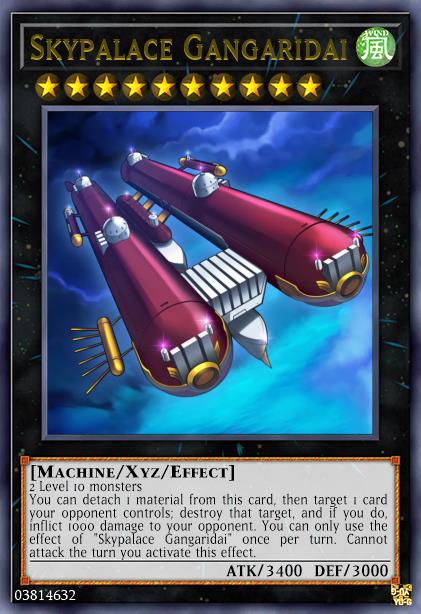 Skypalace Gangaridai
WIND
風
[Machine/Xyz/Effect]
2 Level 10 monsters
You can detach 1 material from this card, then target 1 card
your opponent controls; destroy that target, and if you do,
inflict 1000 damage to your opponent. You can only use the
effect of "Skypalace Gangaridai" once per turn. Cannot
attack the turn you activate this effect.
ATK/3400 DEF/3000
03814632